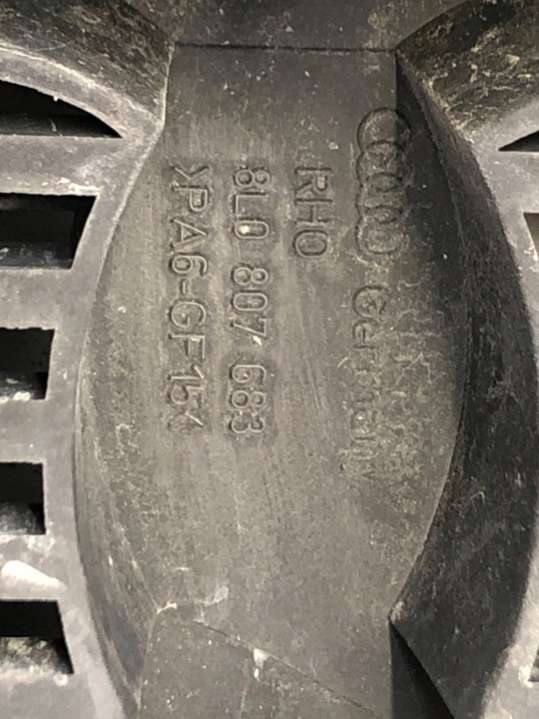 Germany
RHO
8L0 807 683
>PA6-GF15<